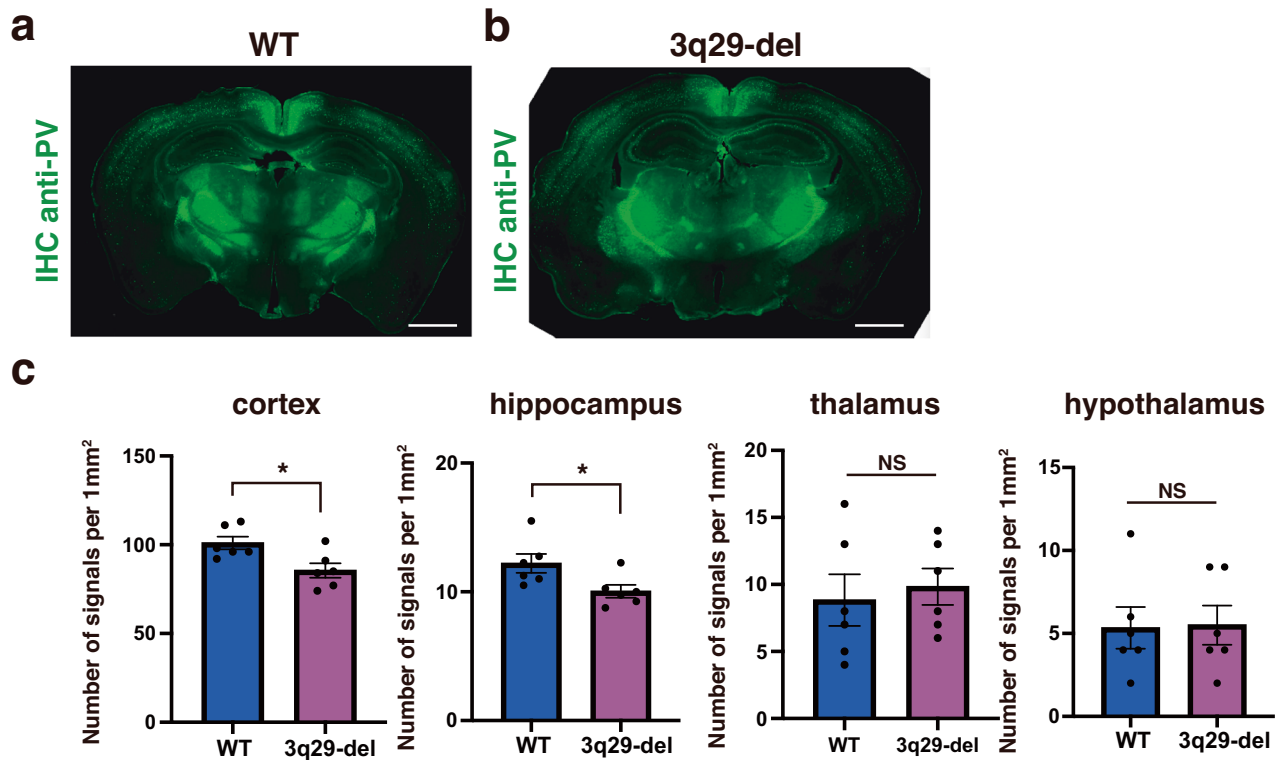 a
WT
IHC anti-PV
b
3q29-del
IHC anti-PV
c
cortex
Number of signals per 1mm²
150
100
50
0
*
WT
3q29-del
hippocampus
Number of signals per 1mm²
20
10
0
*
WT
3q29-del
thalamus
Number of signals per 1mm²
20
15
10
5
0
NS
WT
3q29-del
hypothalamus
Number of signals per 1mm²
15
10
5
0
NS
WT
3q29-del